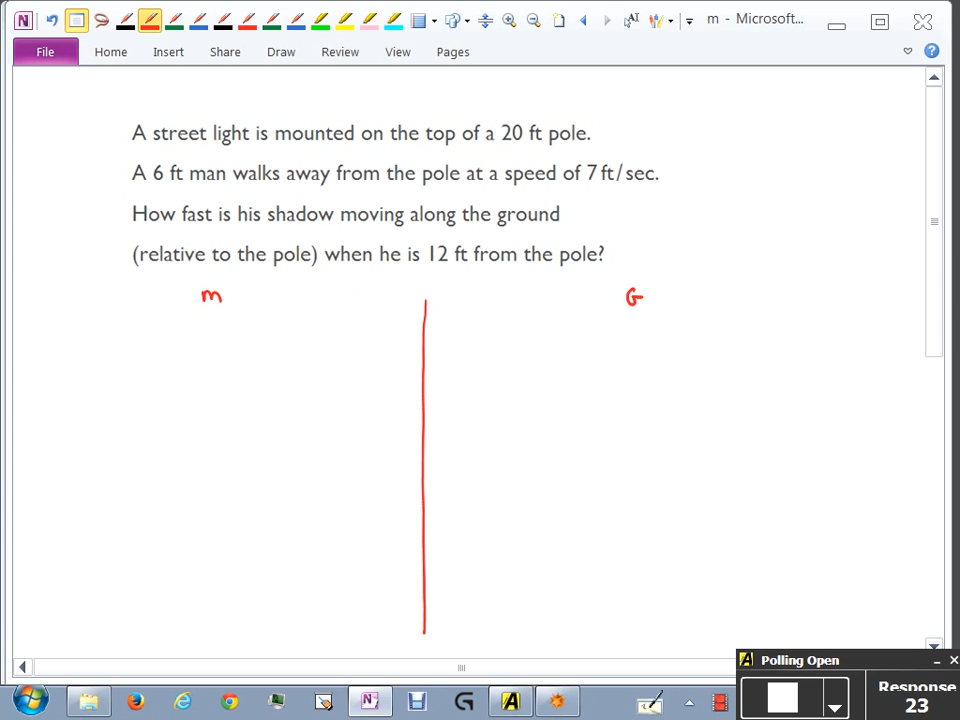 m - Microsoft...
File Home Insert Share Draw Review View Pages
A street light is mounted on the top of a 20 ft pole.
A 6 ft man walks away from the pole at a speed of 7 ft/sec.
How fast is his shadow moving along the ground
(relative to the pole) when he is 12 ft from the pole?
m G
Polling Open
Response
23